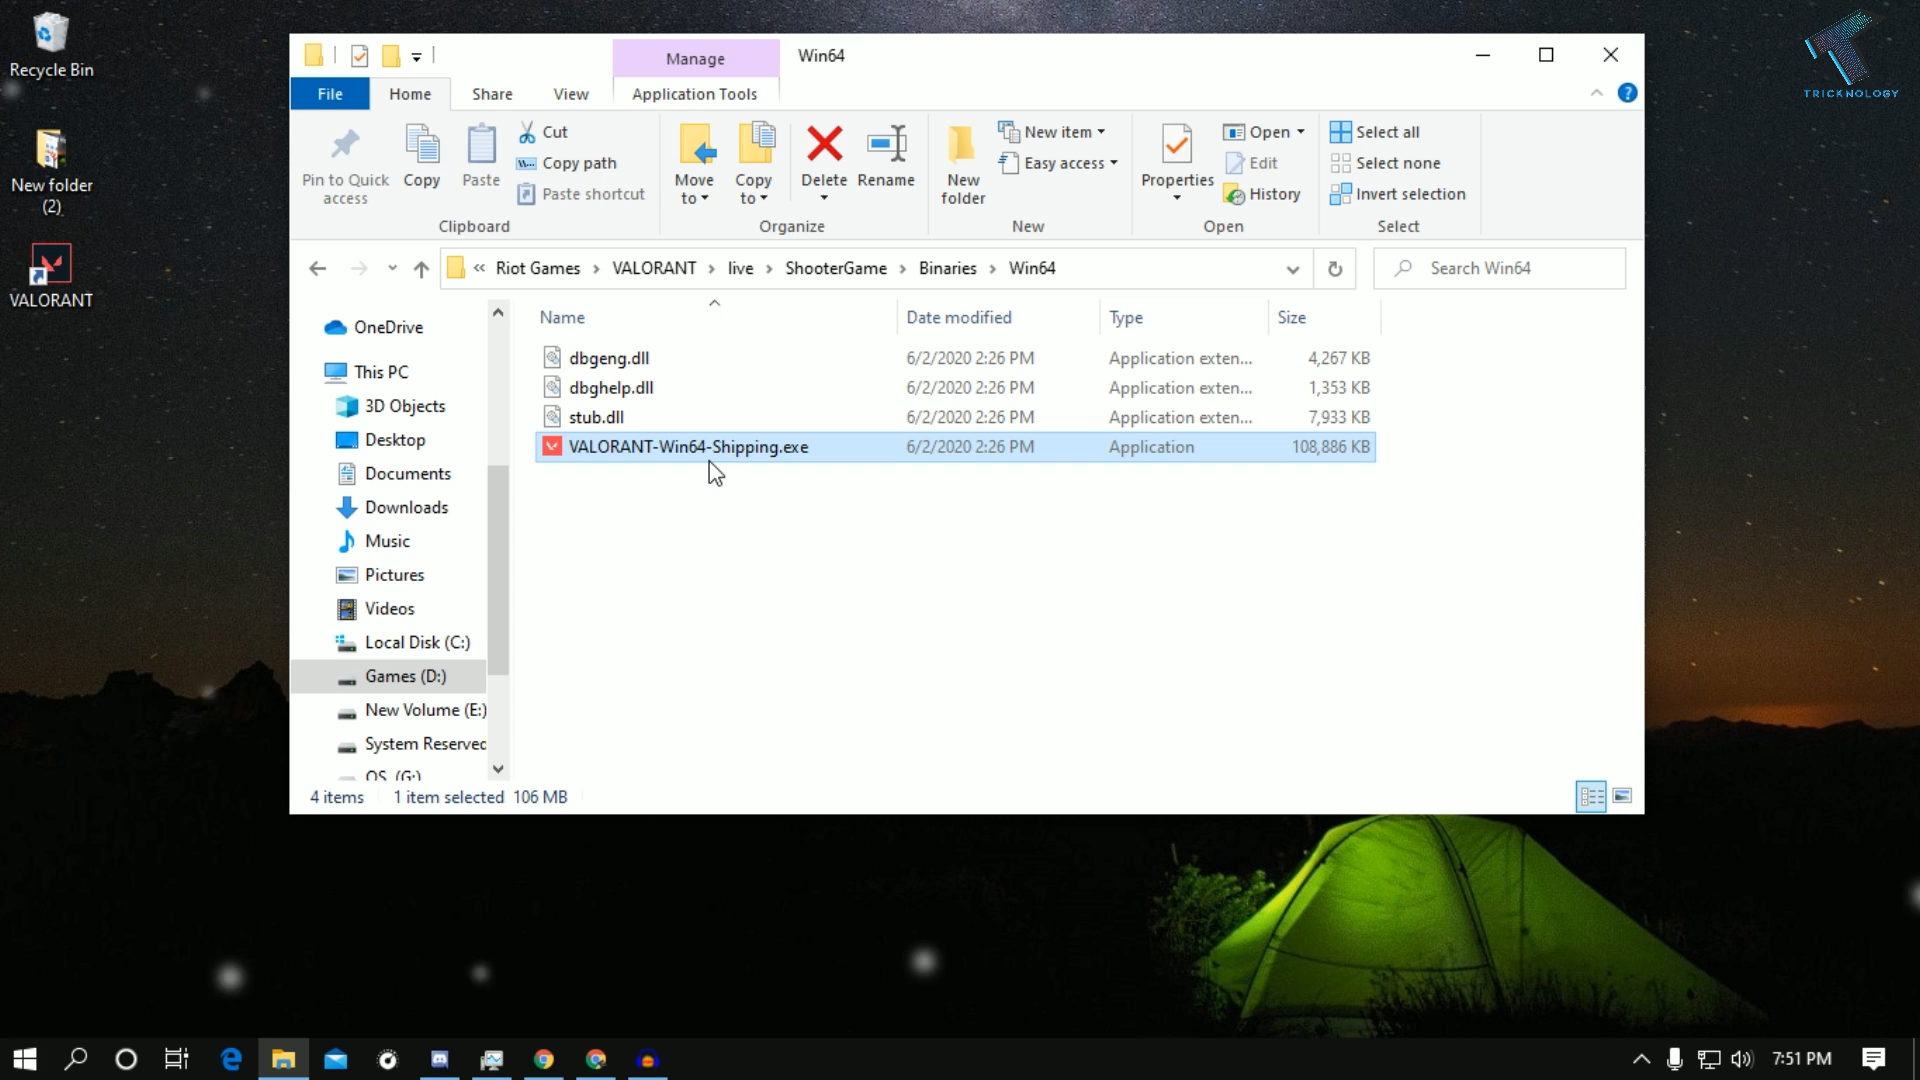 Recycle Bin
New folder
(2)
VALORANT
TRICKNOLOGY
Manage
Win64
File
Home
Share
View
Application Tools
Pin to Quick
access
Copy
Paste
Cut
Copy path
Paste shortcut
Clipboard
Move
to
Copy
to
Delete
Rename
Organize
New
folder
New item
Easy access
New
Properties
Open
Edit
History
Open
Select all
Select none
Invert selection
Select
« Riot Games › VALORANT › live › ShooterGame › Binaries › Win64
Search Win64
OneDrive
This PC
3D Objects
Desktop
Documents
Downloads
Music
Pictures
Videos
Local Disk (C:)
Games (D:)
New Volume (E:)
System Reserved
OS (G:)
Name Date modified Type Size
dbgeng.dll 6/2/2020 2:26 PM Application exten... 4,267 KB
dbghelp.dll 6/2/2020 2:26 PM Application exten... 1,353 KB
stub.dll 6/2/2020 2:26 PM Application exten... 7,933 KB
VALORANT-Win64-Shipping.exe 6/2/2020 2:26 PM Application 108,886 KB
4 items 1 item selected 106 MB
7:51 PM